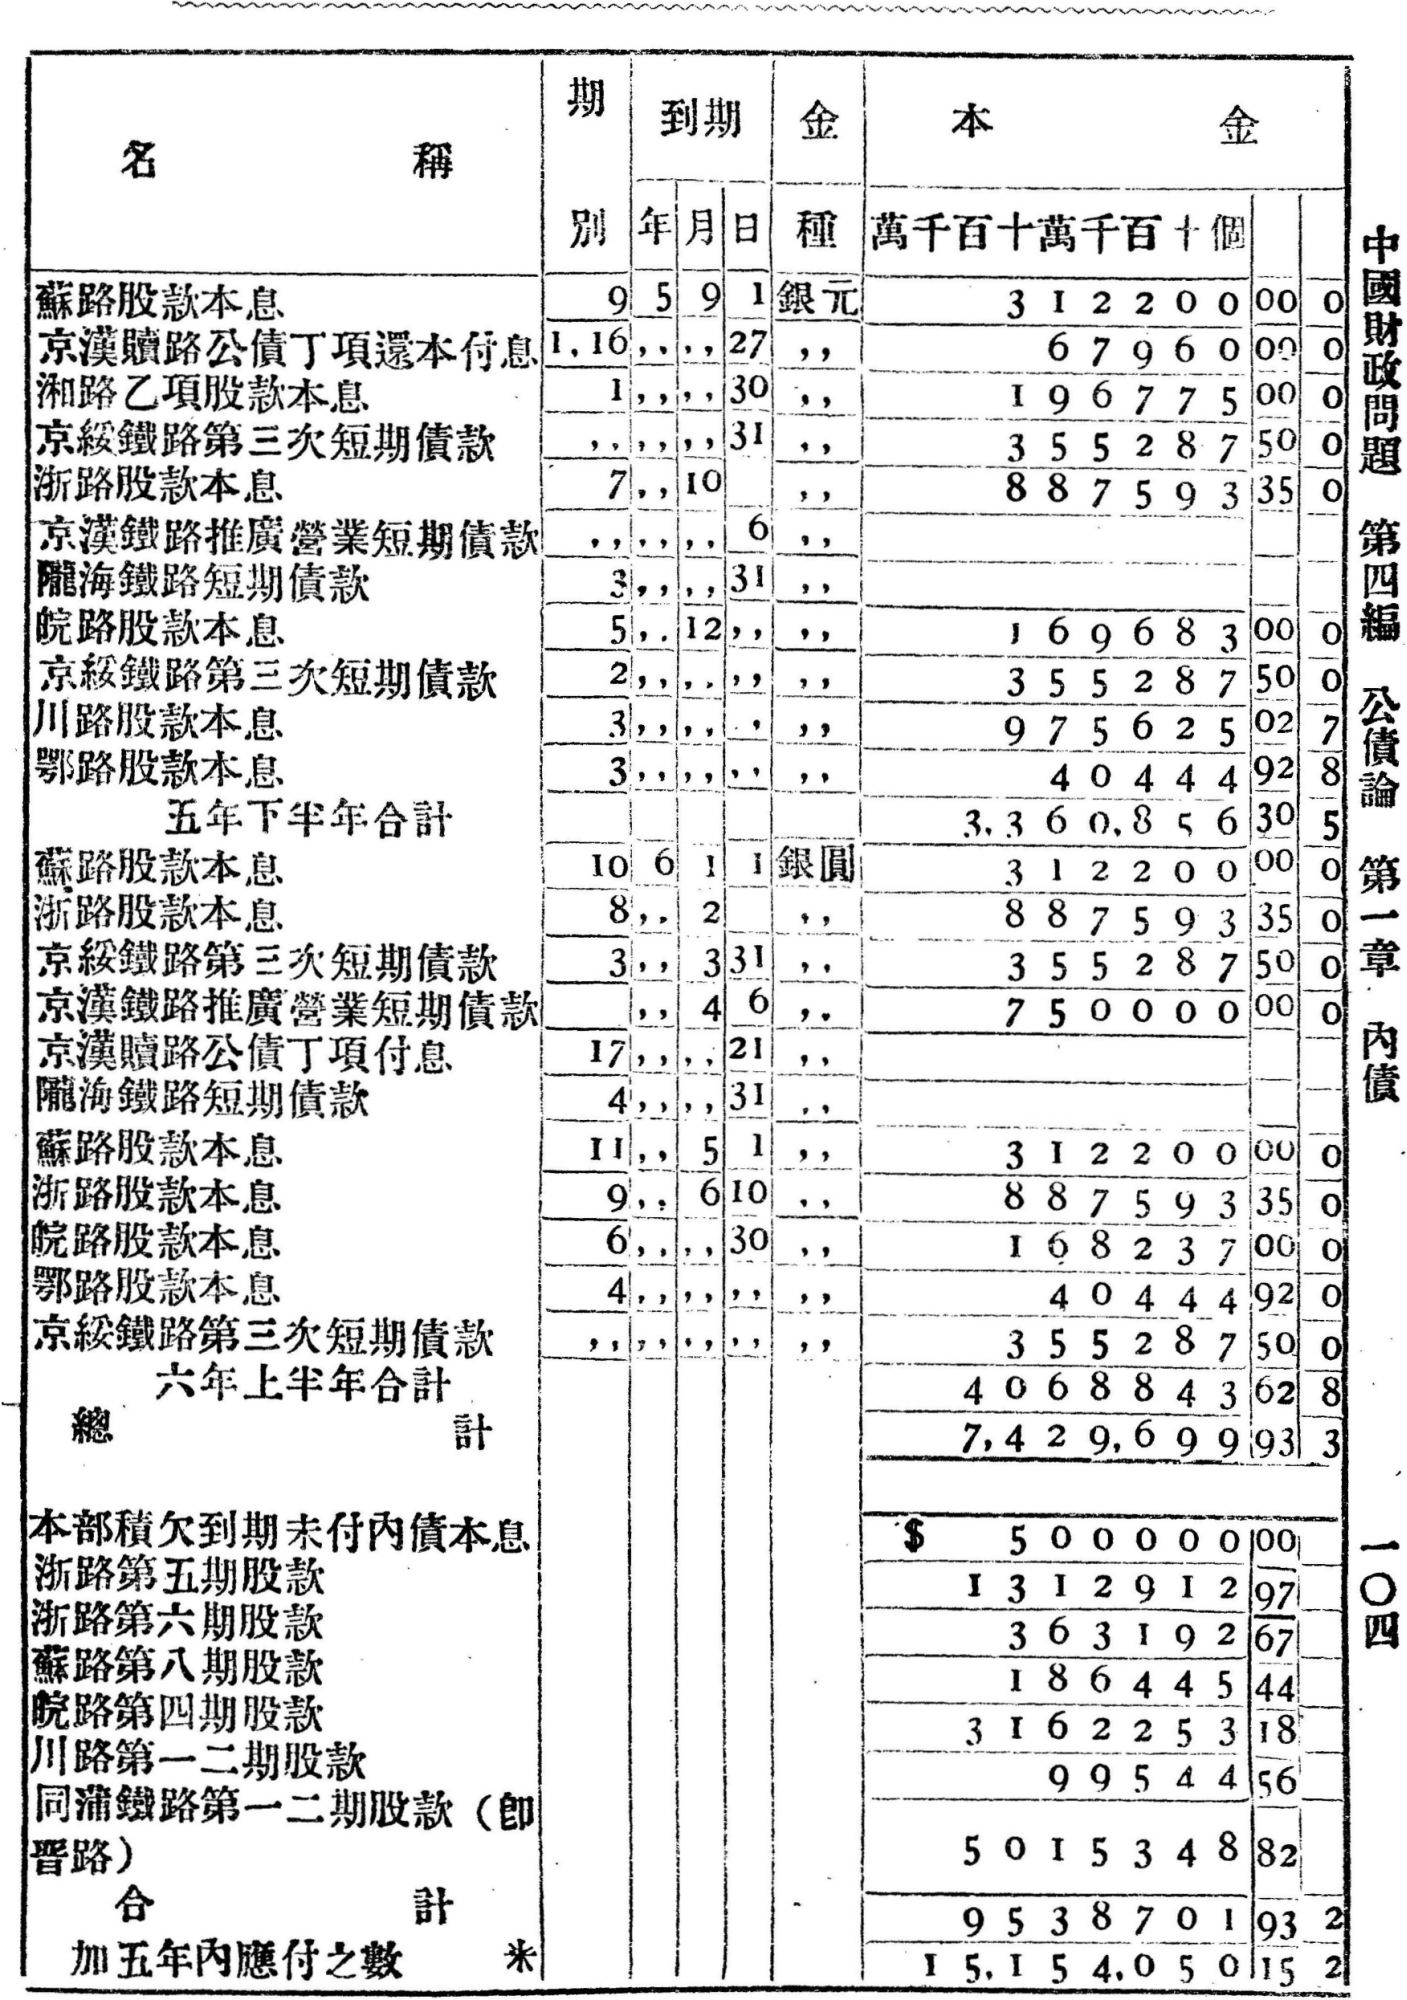 中國財政問題 第四編 公債論 第一章 內債 一〇四
名 稱 期別 到期 年 月 日 金種 本 金 萬千百十萬千百十個
蘇路股款本息 9 5 9 1 銀元 312200 00 0
京漢贖路公債丁項還本付息 1,16 ,, ,, 27 ,, 67960 00 0
湘路乙項股款本息 1 ,, ,, 30 ,, 196775 00 0
京綏鐵路第三次短期債款 ,, ,, ,, 31 ,, 355287 50 0
浙路股款本息 7 ,, 10 ,, 887593 35 0
京漢鐵路推廣營業短期債款 ,, ,, ,, 6 ,,
隴海鐵路短期債款 3 ,, ,, 31 ,,
皖路股款本息 5 ,, 12 ,, ,, 169683 00 0
京綏鐵路第三次短期債款 2 ,, ,, ,, ,, 355287 50 0
川路股款本息 3 ,, ,, ,, ,, 975625 02 7
鄂路股款本息 3 ,, ,, ,, ,, 40444 92 8
五年下半年合計 3,360,856 30 5
蘇路股款本息 10 6 1 1 銀圓 312200 00 0
浙路股款本息 8 ,, 2 ,, 887593 35 0
京綏鐵路第三次短期債款 3 ,, 3 31 ,, 355287 50 0
京漢鐵路推廣營業短期債款 ,, 4 6 ,, 750000 00 0
京漢贖路公債丁項付息 17 ,, ,, 21 ,,
隴海鐵路短期債款 4 ,, ,, 31 ,,
蘇路股款本息 11 ,, 5 1 ,, 312200 00 0
浙路股款本息 9 ,, 6 10 ,, 887593 35 0
皖路股款本息 6 ,, ,, 30 ,, 168237 00 0
鄂路股款本息 4 ,, ,, ,, ,, 40444 92 0
京綏鐵路第三次短期債款 ,, ,, ,, ,, ,, 355287 50 0
六年上半年合計 4068843 62 8
總 計 7,429,699 93 3
本部積欠到期未付內債本息 $ 500000 00
浙路第五期股款 1312912 97
浙路第六期股款 363192 67
蘇路第八期股款 186445 44
皖路第四期股款 3162253 18
川路第一二期股款 99544 56
同蒲鐵路第一二期股款（卽
晉路） 5015348 82
合 計 9538701 93 2
加五年內應付之數 ※ 15,154,050 15 2